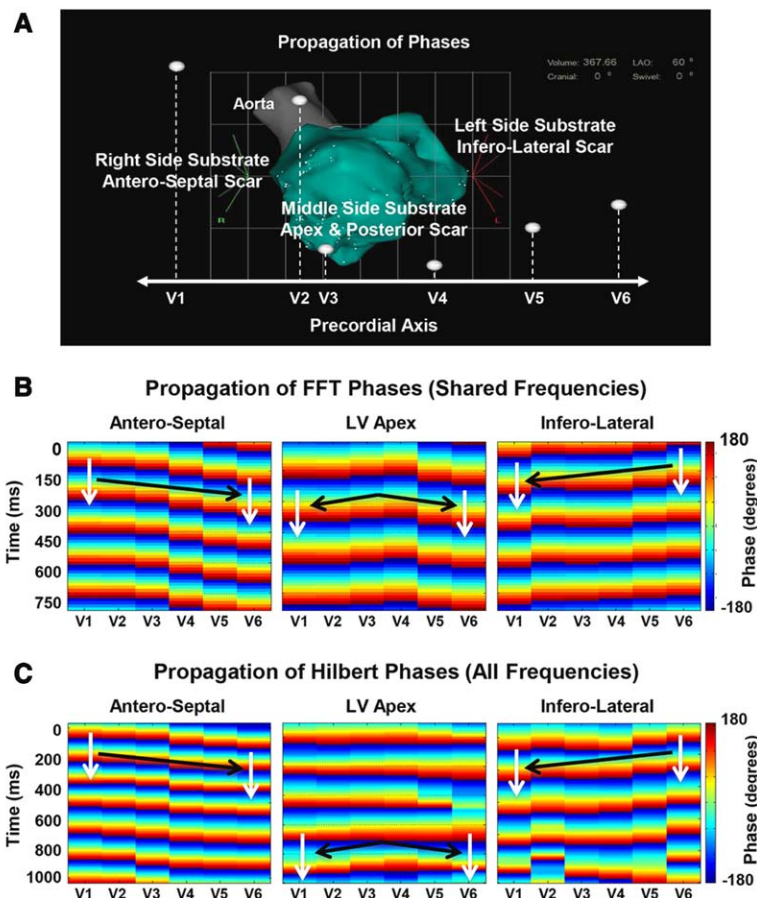 A
Propagation of Phases
Volume: 367.66 LAO: 60 °
Cranial: 0 ° Swivel: 0 °
Aorta
Left Side Substrate
Infero-Lateral Scar
Right Side Substrate
Antero-Septal Scar
Middle Side Substrate
Apex & Posterior Scar
R
L
V1 V2 V3 V4 V5 V6
Precordial Axis
B
Propagation of FFT Phases (Shared Frequencies)
Antero-Septal LV Apex Infero-Lateral
Time (ms)
0
150
300
450
600
750
V1 V2 V3 V4 V5 V6 V1 V2 V3 V4 V5 V6 V1 V2 V3 V4 V5 V6
180
Phase (degrees)
-180
C
Propagation of Hilbert Phases (All Frequencies)
Antero-Septal LV Apex Infero-Lateral
Time (ms)
0
200
400
600
800
1000
V1 V2 V3 V4 V5 V6 V1 V2 V3 V4 V5 V6 V1 V2 V3 V4 V5 V6
180
Phase (degrees)
-180